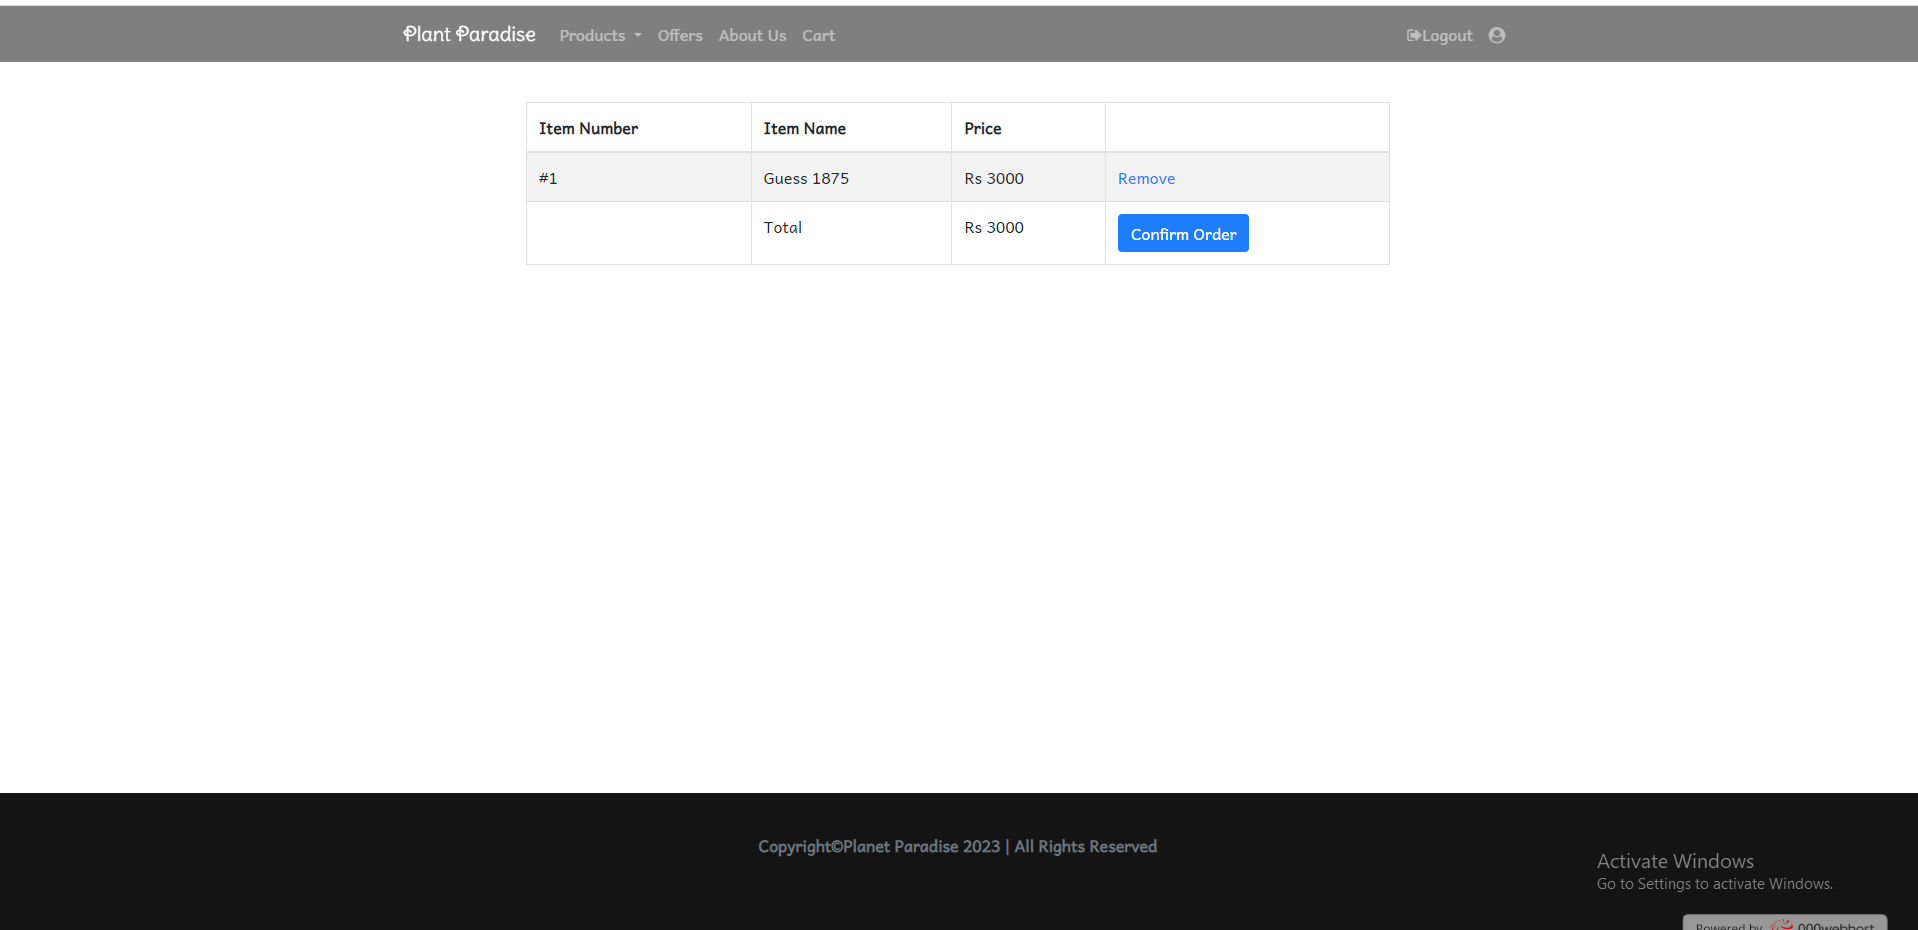 Plant Paradise Products Offers About Us Cart Logout
Item Number Item Name Price
#1 Guess 1875 Rs 3000 Remove
Total Rs 3000 Confirm Order
Copyright©Planet Paradise 2023 | All Rights Reserved
Activate Windows
Go to Settings to activate Windows.
Powered by 000webhost